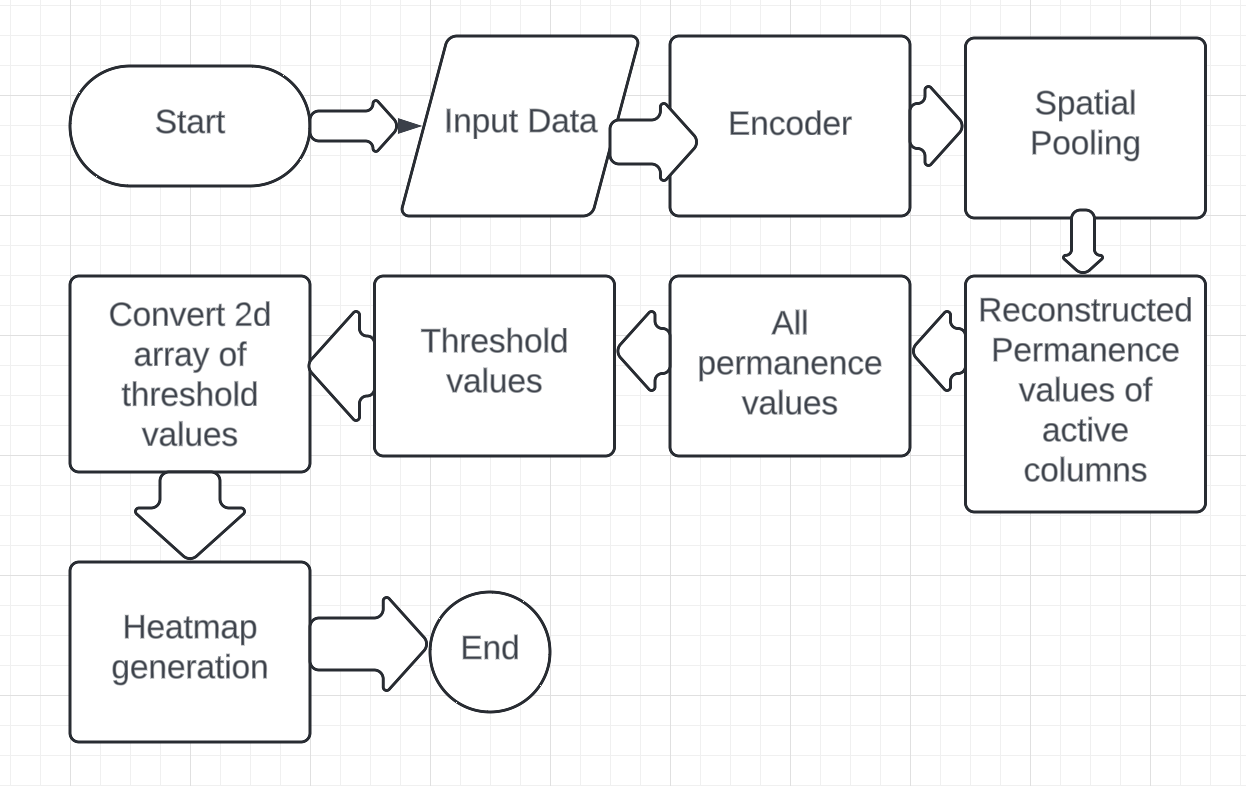 Start
Input Data
Encoder
Spatial
Pooling
Reconstructed
Permanence
values of
active
columns
All
permanence
values
Threshold
values
Convert 2d
array of
threshold
values
Heatmap
generation
End